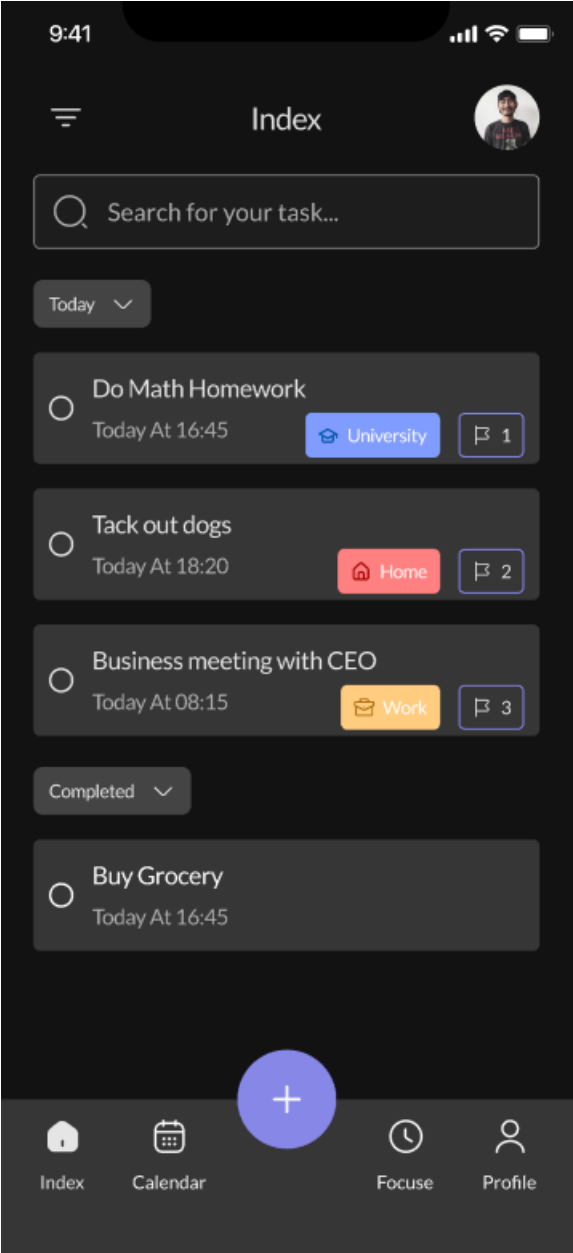 9:41
Index
Search for your task...
Today
Do Math Homework
Today At 16:45
University
1
Tack out dogs
Today At 18:20
Home
2
Business meeting with CEO
Today At 08:15
Work
3
Completed
Buy Grocery
Today At 16:45
Index
Calendar
Focuse
Profile